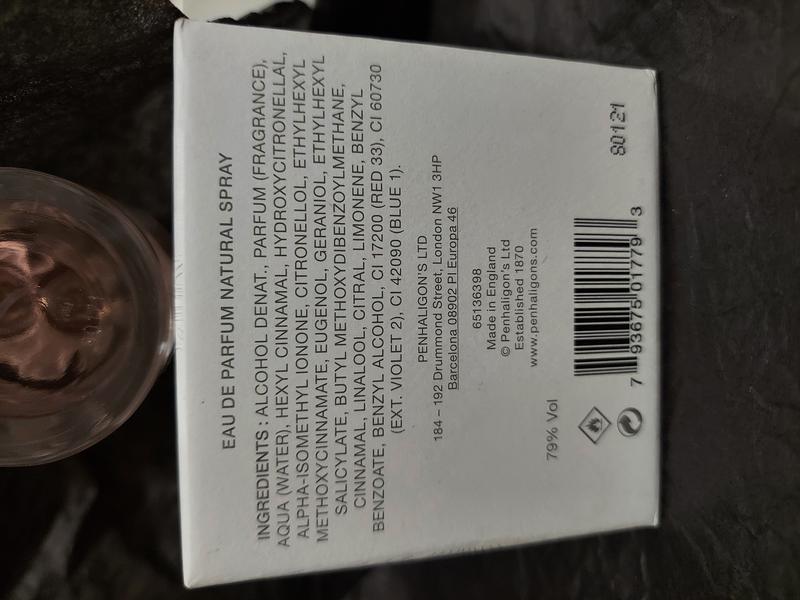 EAU DE PARFUM NATURAL SPRAY
INGREDIENTS : ALCOHOL DENAT., PARFUM (FRAGRANCE),
AQUA (WATER), HEXYL CINNAMAL, HYDROXYCITRONELLAL,
ALPHA-ISOMETHYL IONONE, CITRONELLOL, ETHYLHEXYL
METHOXYCINNAMATE, EUGENOL, GERANIOL, ETHYLHEXYL
SALICYLATE, BUTYL METHOXYDIBENZOYLMETHANE,
CINNAMAL, LINALOOL, CITRAL, LIMONENE, BENZYL
BENZOATE, BENZYL ALCOHOL, CI 17200 (RED 33), CI 60730
(EXT. VIOLET 2), CI 42090 (BLUE 1).
PENHALIGON'S LTD
184 – 192 Drummond Street, London NW1 3HP
Barcelona 08902 Pl Europa 46
65136398
Made in England
© Penhaligon's Ltd
Established 1870
www.penhaligons.com
79% Vol
7 93675 01779 3
80121